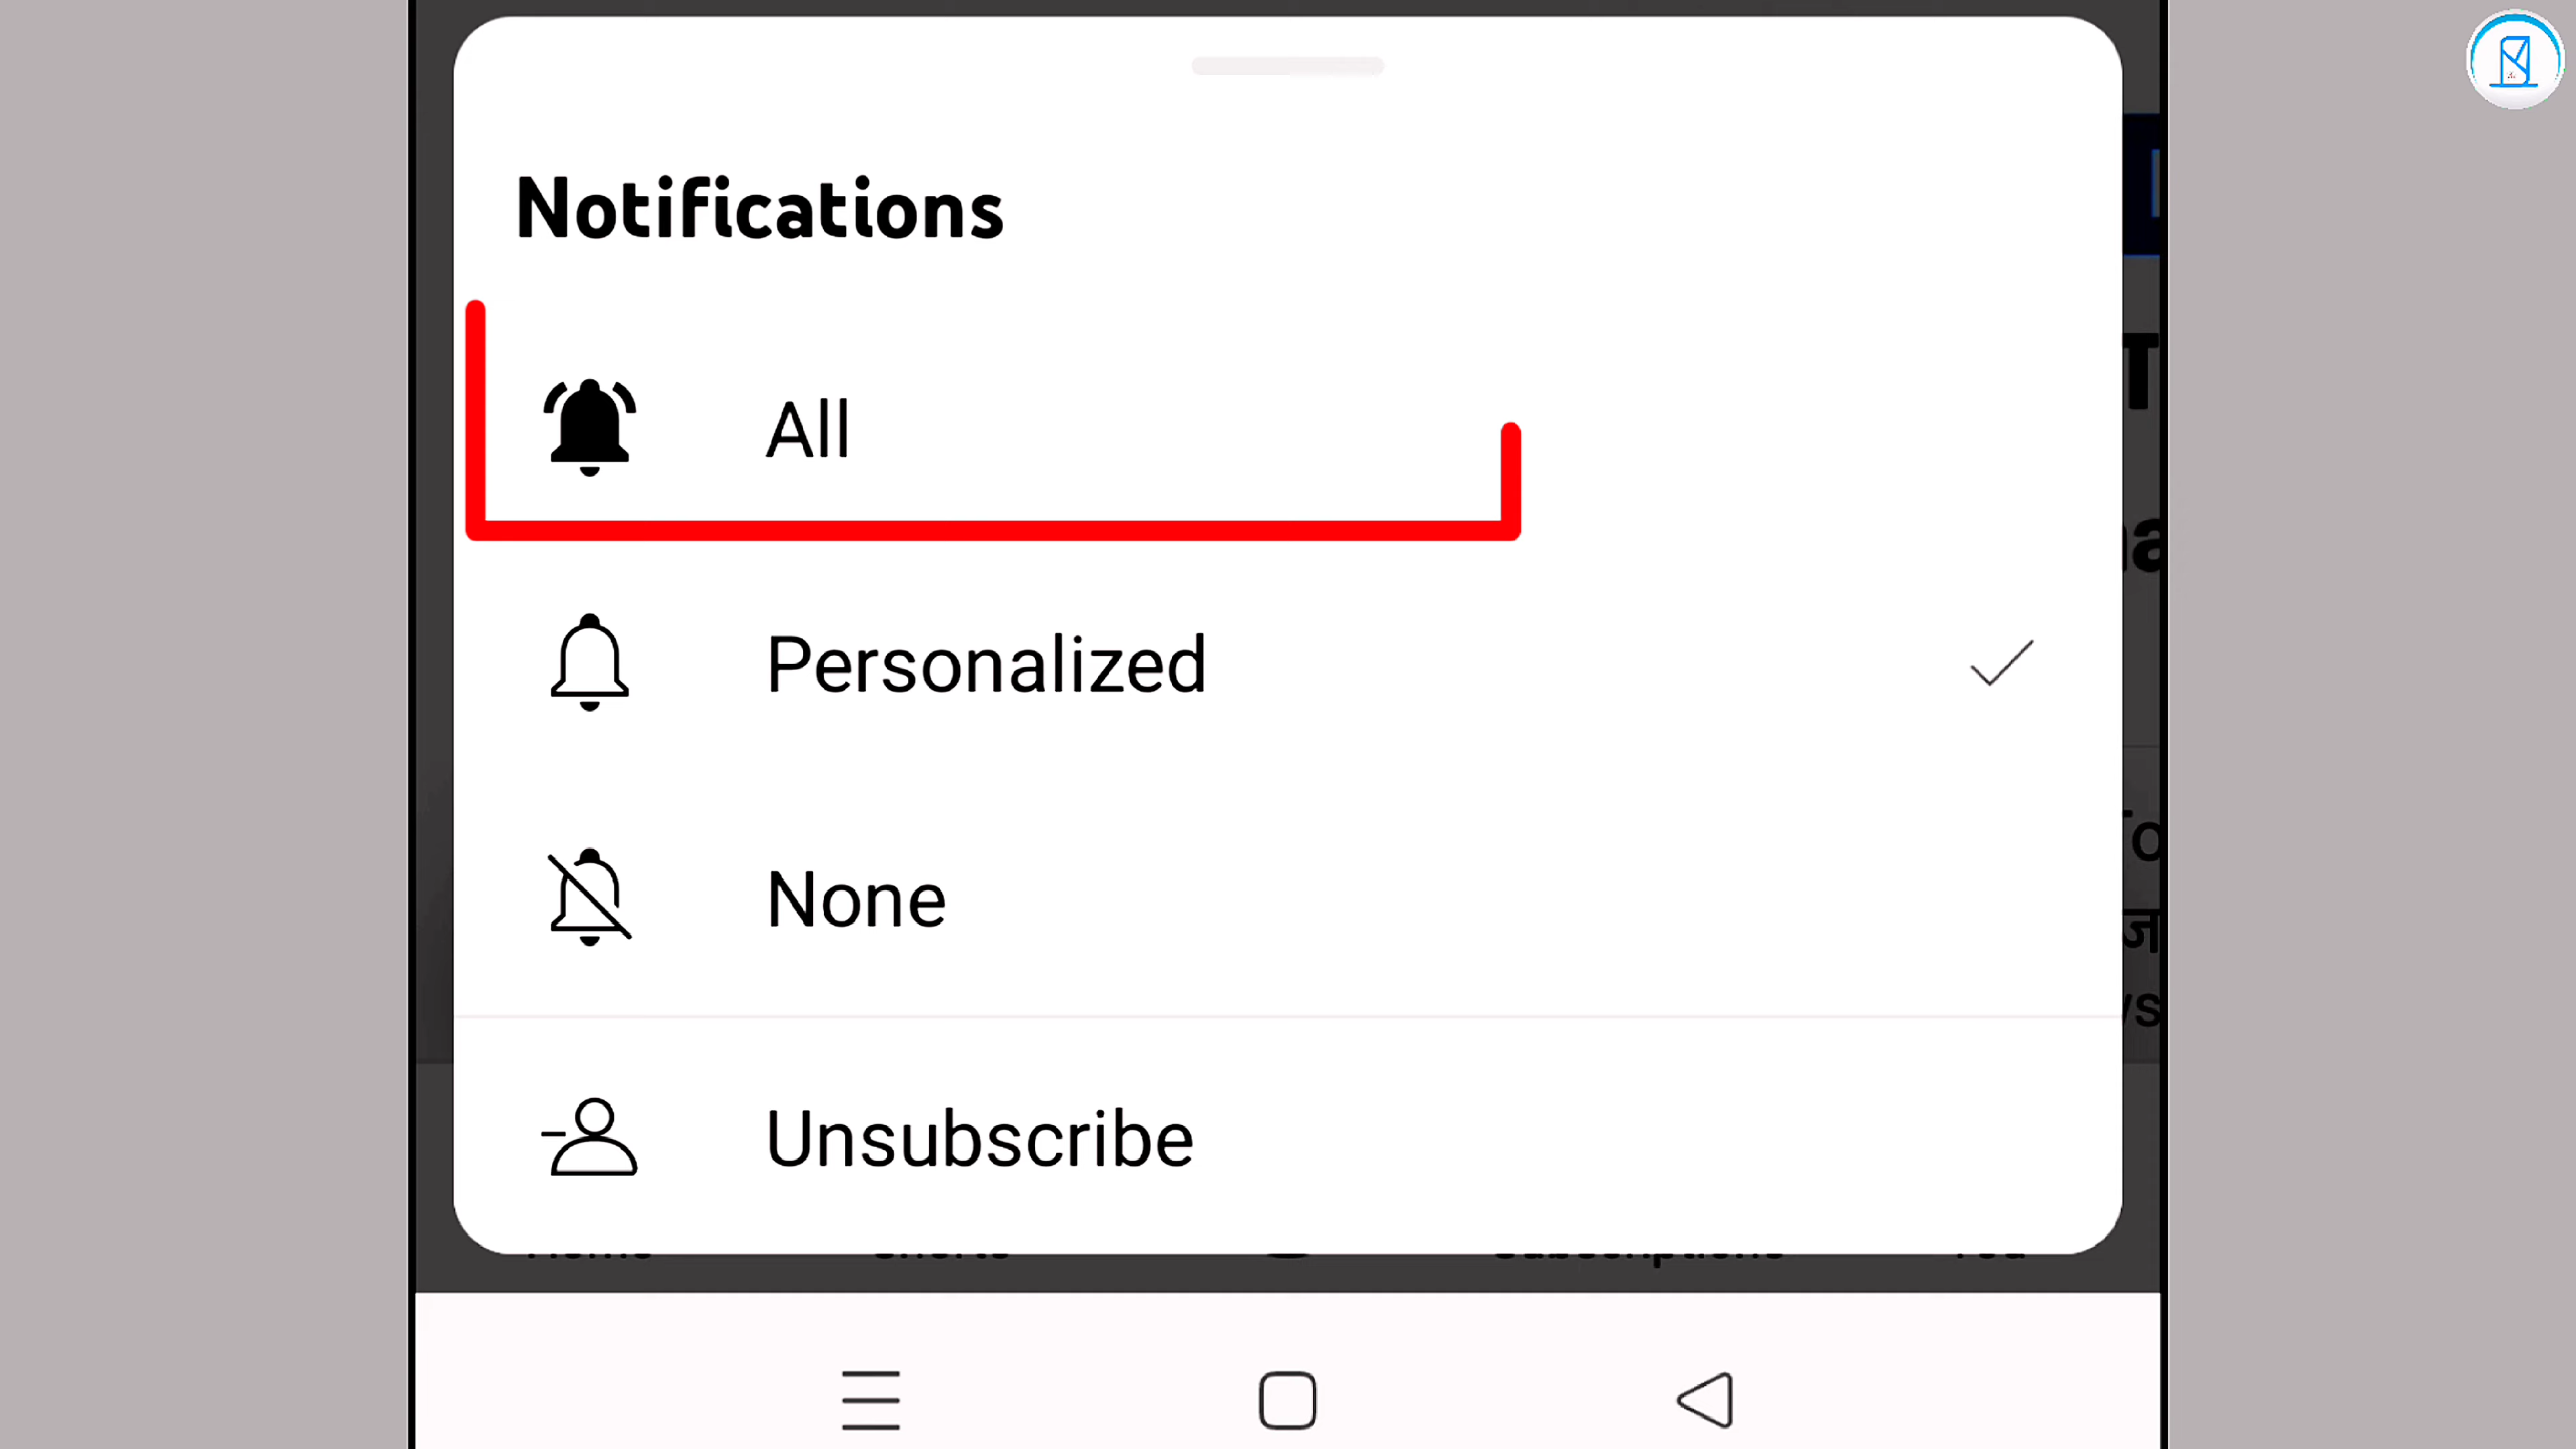 Notifications
All
Personalized
None
Unsubscribe